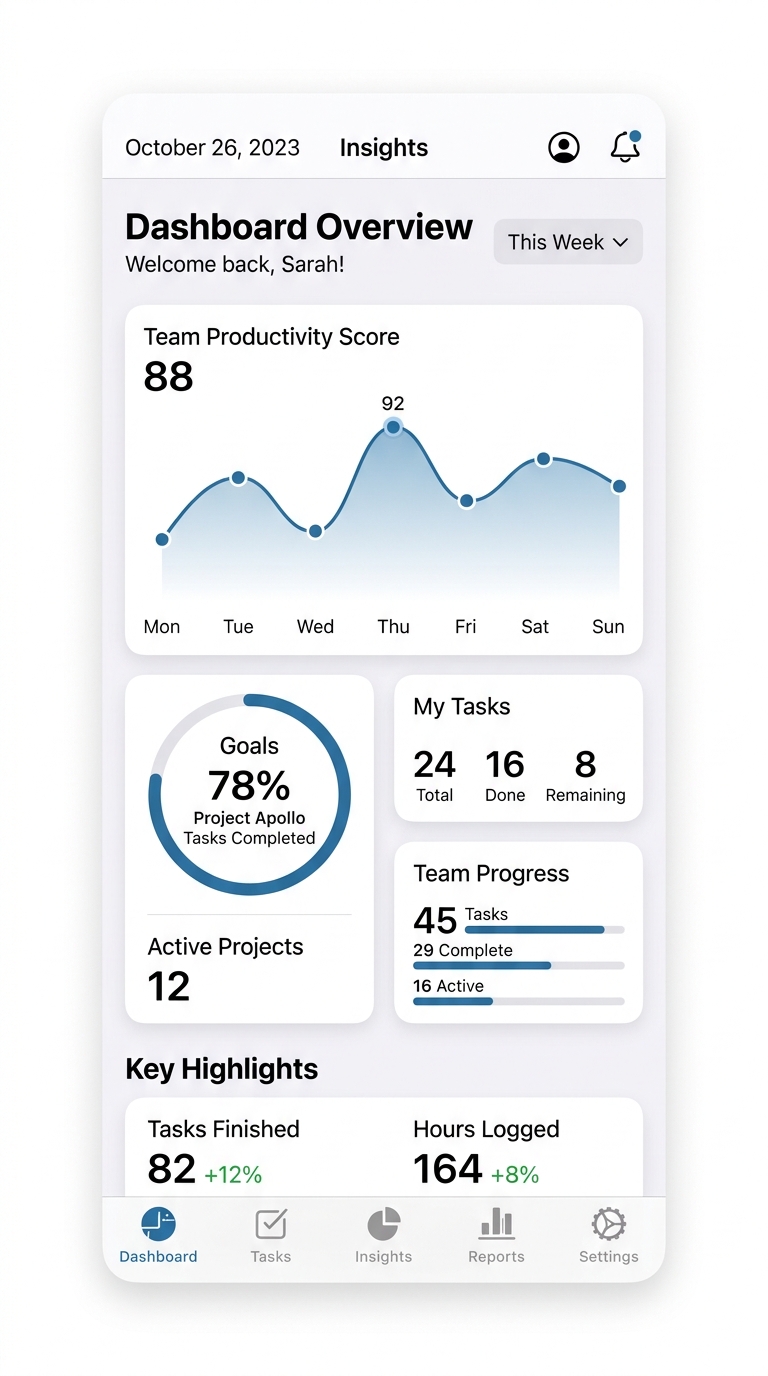 October 26, 2023 Insights
Dashboard Overview
This Week
Welcome back, Sarah!
Team Productivity Score
88
92
Mon Tue Wed Thu Fri Sat Sun
Goals
78%
Project Apollo
Tasks Completed
Active Projects
12
My Tasks
24 16 8
Total Done Remaining
Team Progress
45 Tasks
29 Complete
16 Active
Key Highlights
Tasks Finished Hours Logged
82 +12% 164 +8%
Dashboard Tasks Insights Reports Settings